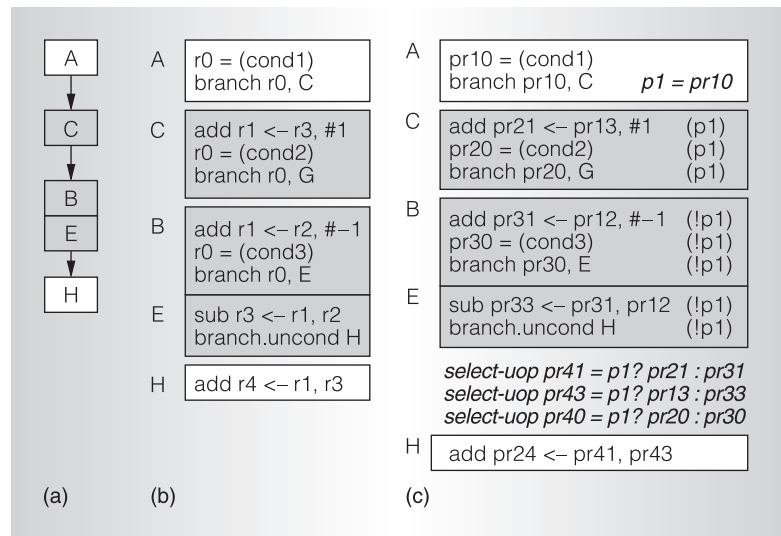 A
C
B
E
H
(a)
A
r0 = (cond1)
branch r0, C
C
add r1 <– r3, #1
r0 = (cond2)
branch r0, G
B
add r1 <– r2, #–1
r0 = (cond3)
branch r0, E
E
sub r3 <– r1, r2
branch.uncond H
H
add r4 <– r1, r3
(b)
A
pr10 = (cond1)
branch pr10, C p1 = pr10
C
add pr21 <– pr13, #1 (p1)
pr20 = (cond2) (p1)
branch pr20, G (p1)
B
add pr31 <– pr12, #–1 (!p1)
pr30 = (cond3) (!p1)
branch pr30, E (!p1)
E
sub pr33 <– pr31, pr12 (!p1)
branch.uncond H (!p1)
select-uop pr41 = p1? pr21 : pr31
select-uop pr43 = p1? pr13 : pr33
select-uop pr40 = p1? pr20 : pr30
H
add pr24 <– pr41, pr43
(c)